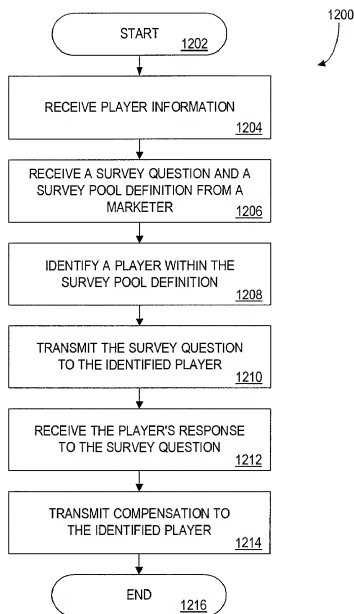 1200
START
1202
RECEIVE PLAYER INFORMATION
1204
RECEIVE A SURVEY QUESTION AND A
SURVEY POOL DEFINITION FROM A
MARKETER
1206
IDENTIFY A PLAYER WITHIN THE
SURVEY POOL DEFINITION
1208
TRANSMIT THE SURVEY QUESTION
TO THE IDENTIFIED PLAYER
1210
RECEIVE THE PLAYER'S RESPONSE
TO THE SURVEY QUESTION
1212
TRANSMIT COMPENSATION TO
THE IDENTIFIED PLAYER
1214
END
1216